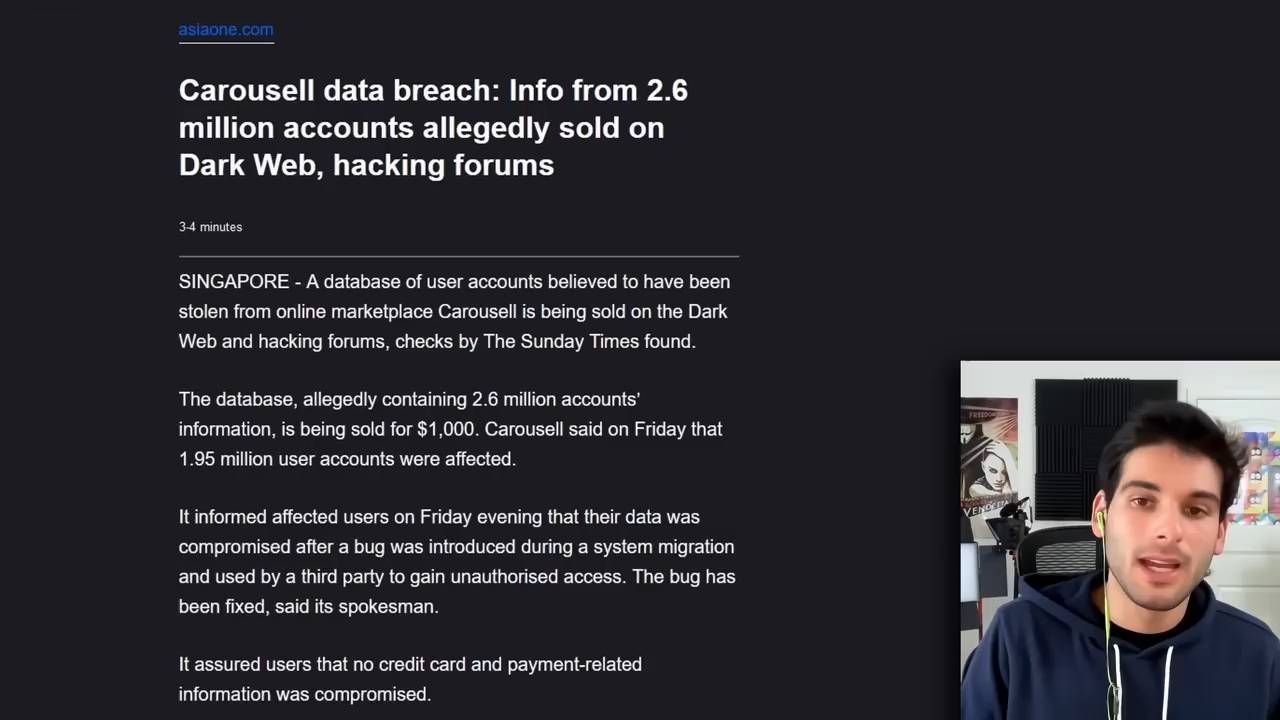 asiaone.com
Carousell data breach: Info from 2.6
million accounts allegedly sold on
Dark Web, hacking forums
3-4 minutes
SINGAPORE - A database of user accounts believed to have been
stolen from online marketplace Carousell is being sold on the Dark
Web and hacking forums, checks by The Sunday Times found.
The database, allegedly containing 2.6 million accounts'
information, is being sold for $1,000. Carousell said on Friday that
1.95 million user accounts were affected.
It informed affected users on Friday evening that their data was
compromised after a bug was introduced during a system migration
and used by a third party to gain unauthorised access. The bug has
been fixed, said its spokesman.
It assured users that no credit card and payment-related
information was compromised.
FREEDOM
VENDETTA